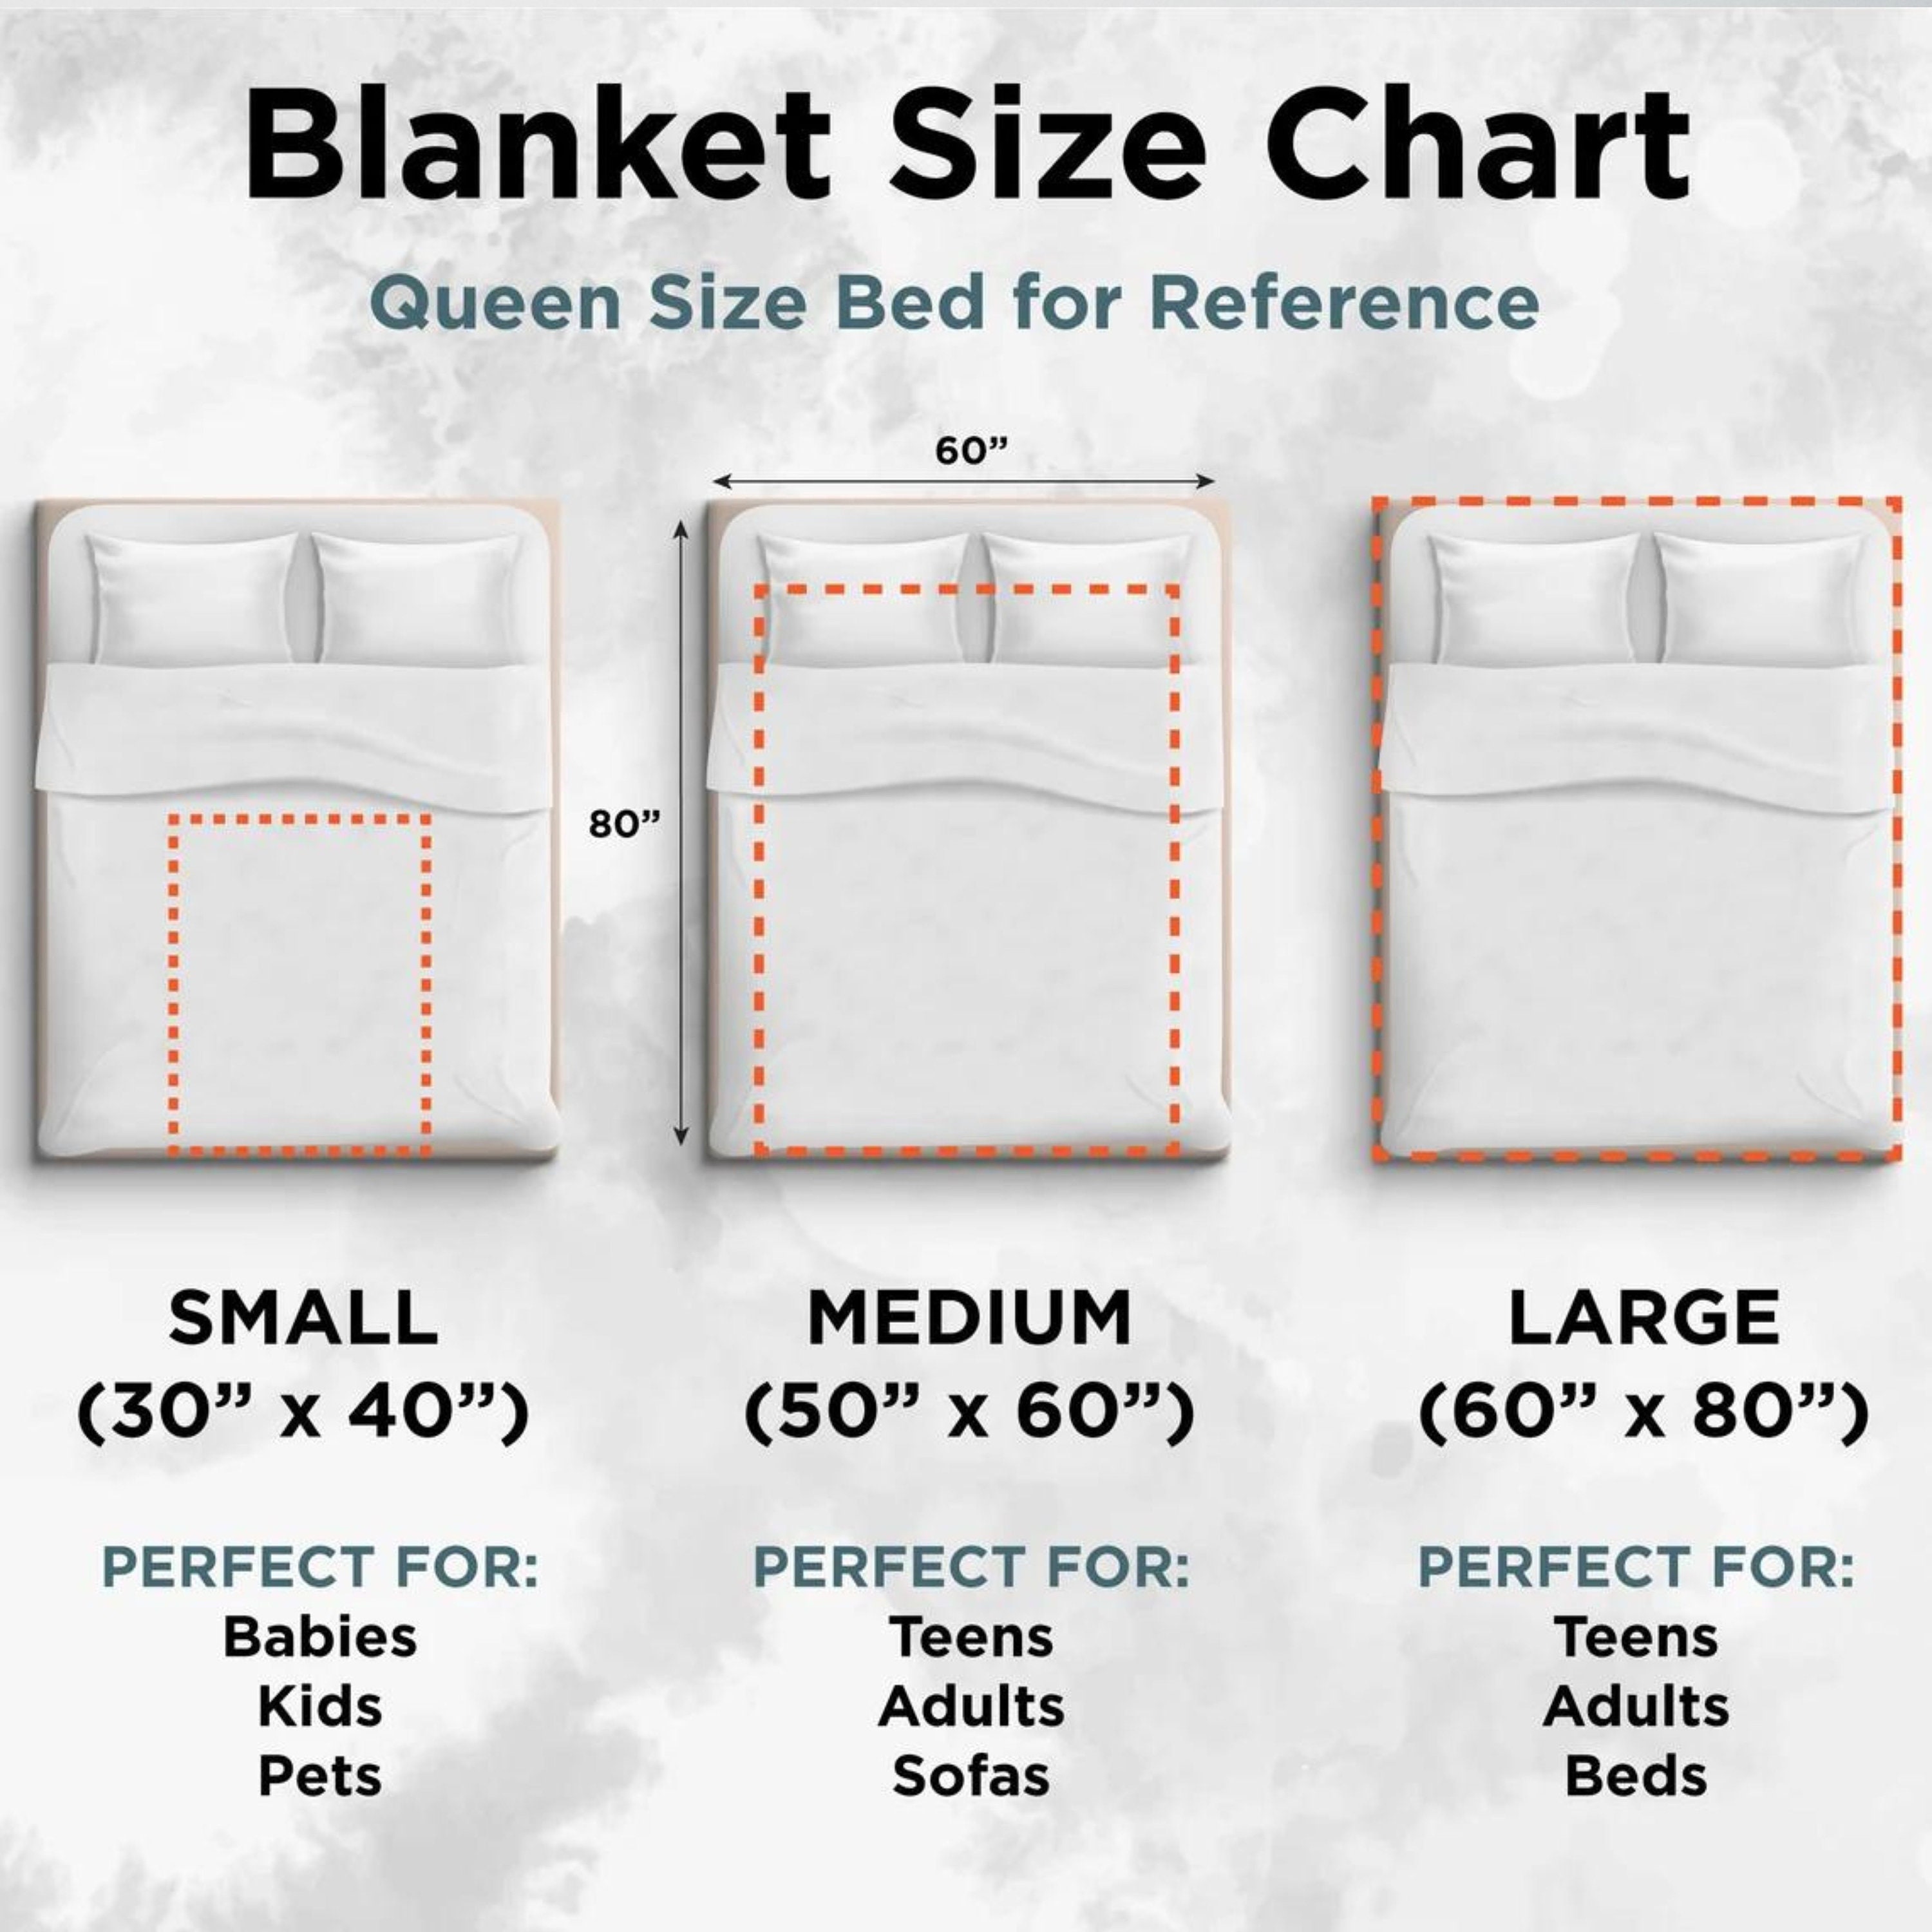 Blanket Size Chart
Queen Size Bed for Reference
60”
80”
SMALL
(30” x 40”)
PERFECT FOR:
Babies
Kids
Pets
MEDIUM
(50” x 60”)
PERFECT FOR:
Teens
Adults
Sofas
LARGE
(60” x 80”)
PERFECT FOR:
Teens
Adults
Beds